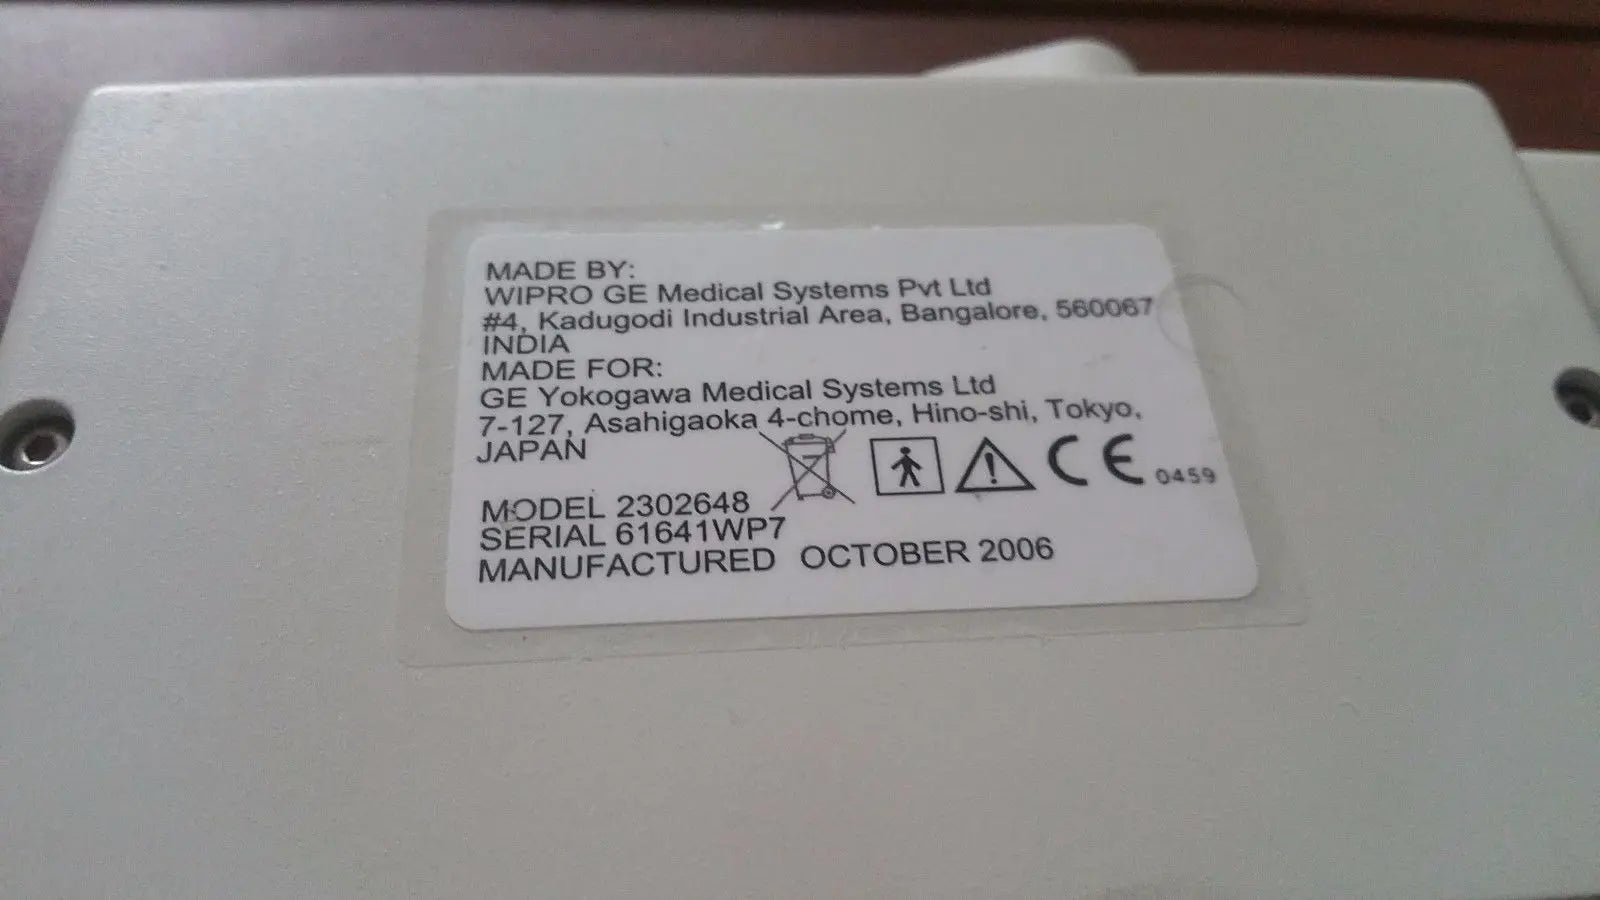 MADE BY:
WIPRO GE Medical Systems Pvt Ltd
#4, Kadugodi Industrial Area, Bangalore, 560067
INDIA
MADE FOR:
GE Yokogawa Medical Systems Ltd
7-127, Asahigaoka 4-chome, Hino-shi, Tokyo,
JAPAN
CE 0459
MODEL 2302648
SERIAL 61641WP7
MANUFACTURED OCTOBER 2006